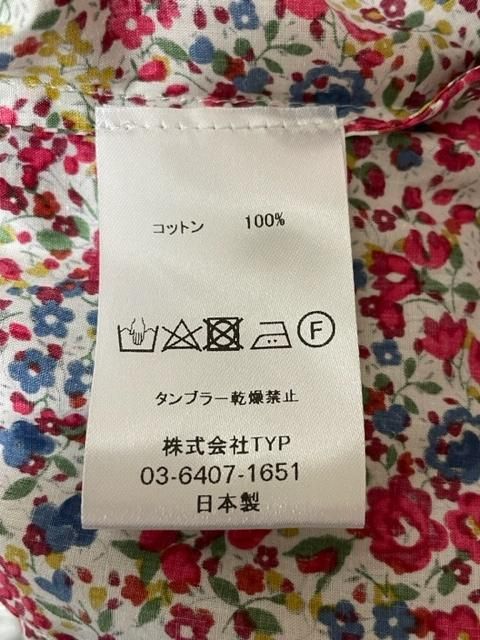 コットン 100%
F
タンブラー乾燥禁止
株式会社TYP
03-6407-1651
日本製